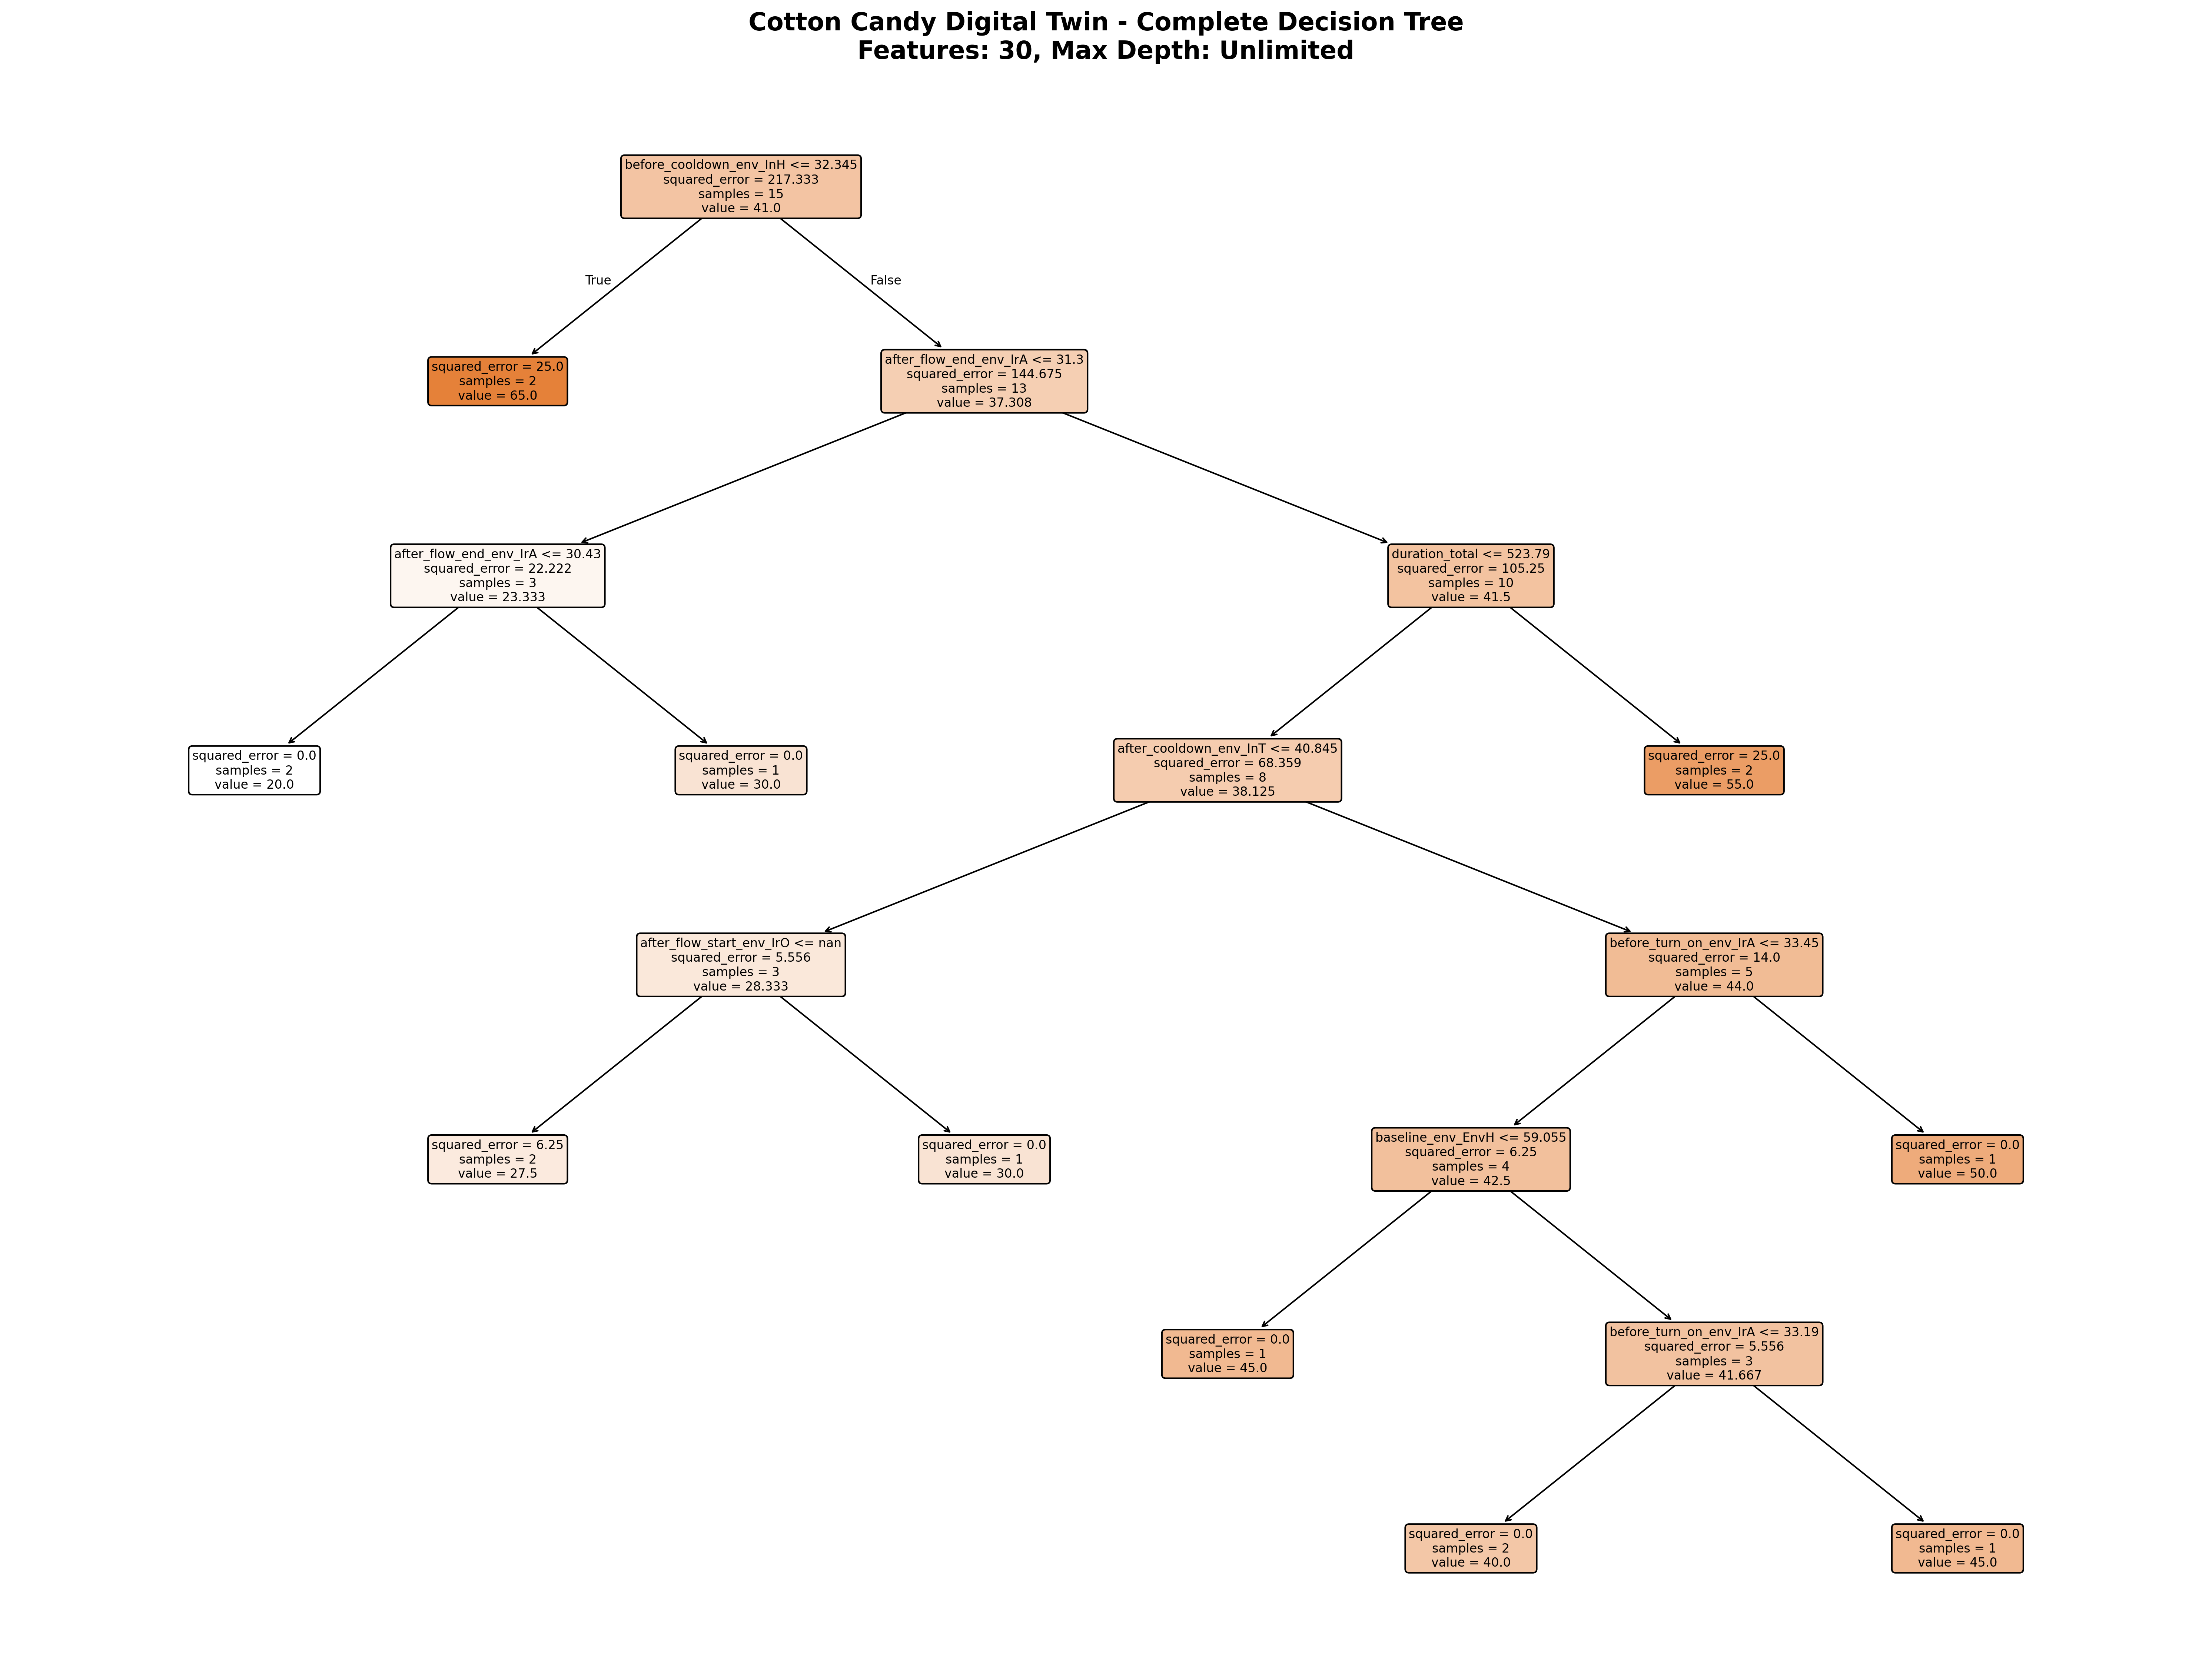 Cotton Candy Digital Twin - Complete Decision Tree
Features: 30, Max Depth: Unlimited
before_cooldown_env_InH <= 32.345
squared_error = 217.333
samples = 15
value = 41.0
True
False
squared_error = 25.0
samples = 2
value = 65.0
after_flow_end_env_IrA <= 31.3
squared_error = 144.675
samples = 13
value = 37.308
after_flow_end_env_IrA <= 30.43
squared_error = 22.222
samples = 3
value = 23.333
duration_total <= 523.79
squared_error = 105.25
samples = 10
value = 41.5
squared_error = 0.0
samples = 2
value = 20.0
squared_error = 0.0
samples = 1
value = 30.0
after_cooldown_env_InT <= 40.845
squared_error = 68.359
samples = 8
value = 38.125
squared_error = 25.0
samples = 2
value = 55.0
after_flow_start_env_IrO <= nan
squared_error = 5.556
samples = 3
value = 28.333
before_turn_on_env_IrA <= 33.45
squared_error = 14.0
samples = 5
value = 44.0
squared_error = 6.25
samples = 2
value = 27.5
squared_error = 0.0
samples = 1
value = 30.0
baseline_env_EnvH <= 59.055
squared_error = 6.25
samples = 4
value = 42.5
squared_error = 0.0
samples = 1
value = 50.0
squared_error = 0.0
samples = 1
value = 45.0
before_turn_on_env_IrA <= 33.19
squared_error = 5.556
samples = 3
value = 41.667
squared_error = 0.0
samples = 2
value = 40.0
squared_error = 0.0
samples = 1
value = 45.0